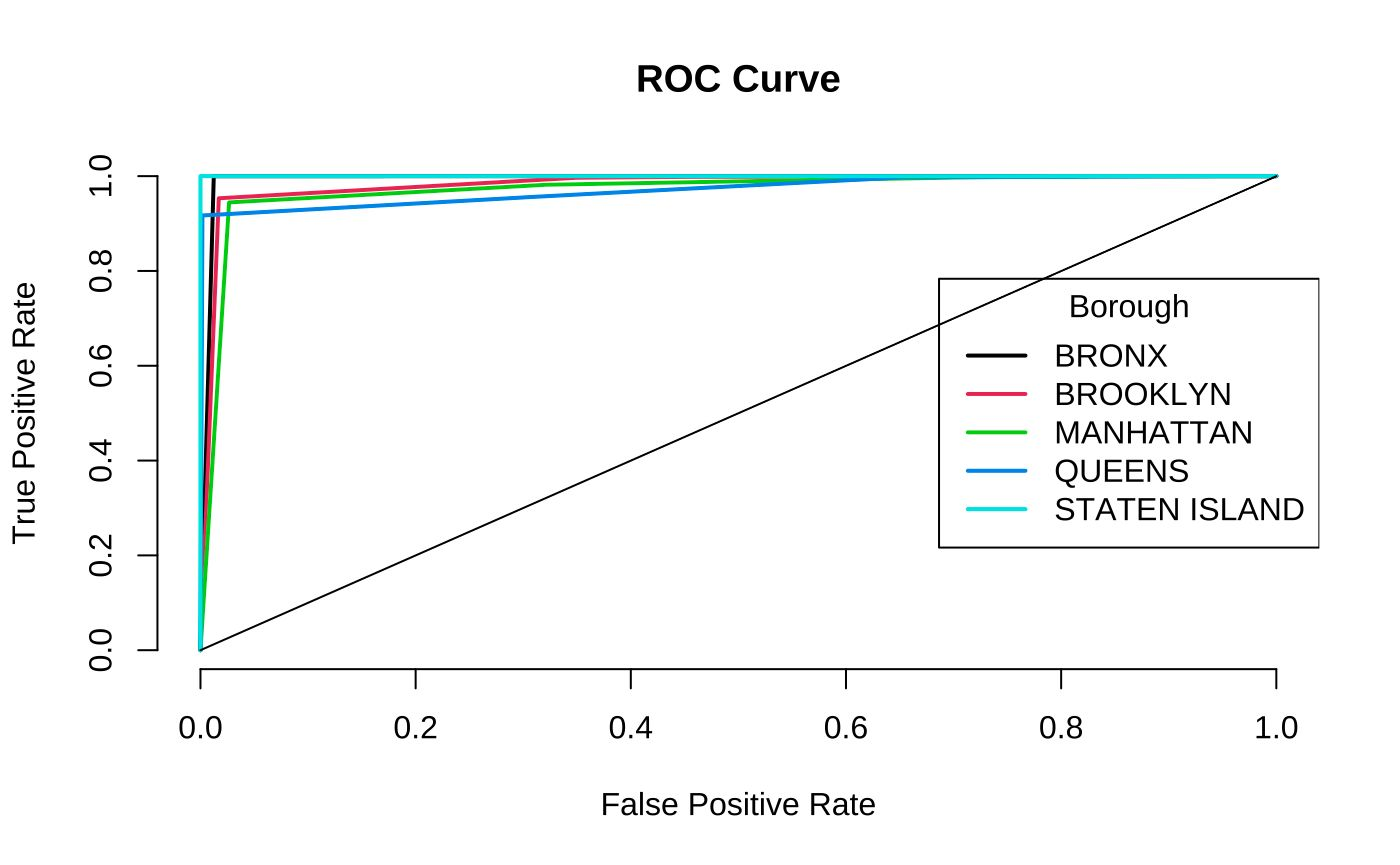 ROC Curve
True Positive Rate
1.0
0.8
0.6
0.4
0.2
0.0
Borough
BRONX
BROOKLYN
MANHATTAN
QUEENS
STATEN ISLAND
0.0 0.2 0.4 0.6 0.8 1.0
False Positive Rate